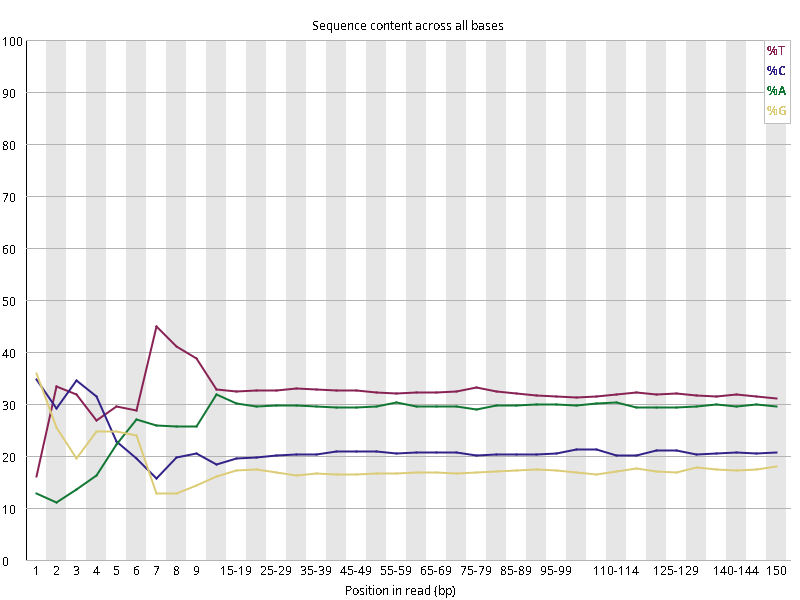 Sequence content across all bases
100
90
80
70
60
50
40
30
20
10
0
%T
%C
%A
%G
1 2 3 4 5 6 7 8 9 15-19 25-29 35-39 45-49 55-59 65-69 75-79 85-89 95-99 110-114 125-129 140-144 150
Position in read (bp)